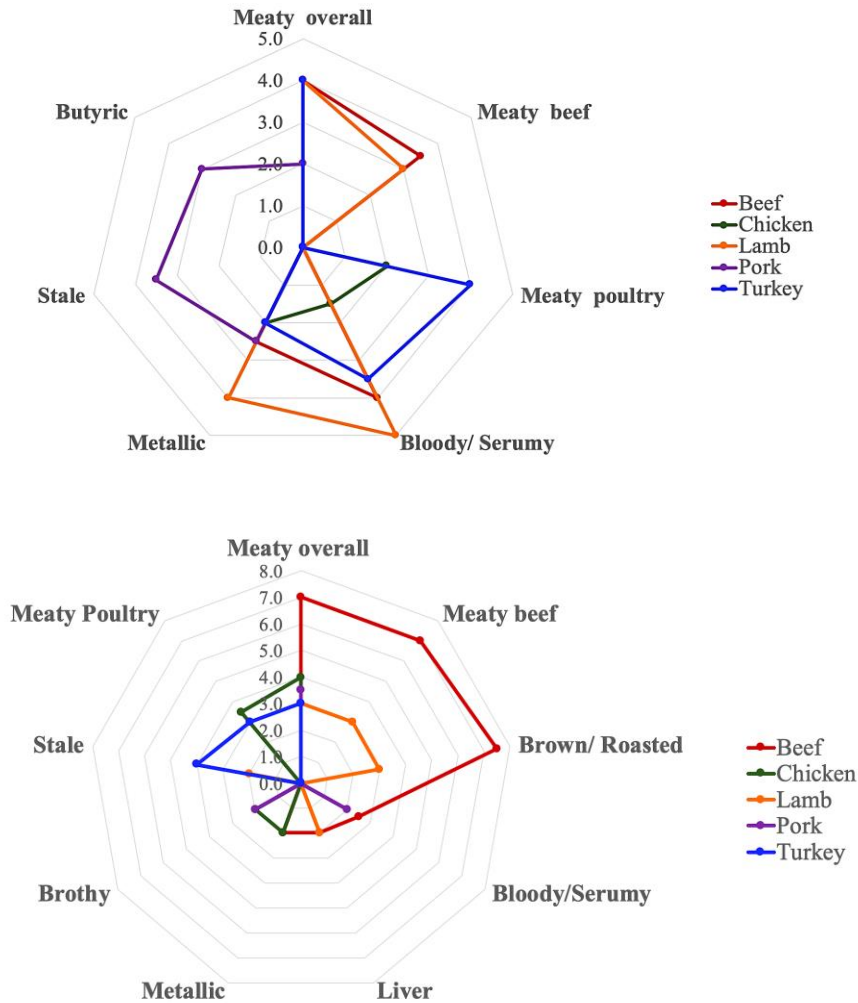 Meaty overall
5.0
4.0
3.0
2.0
1.0
0.0
Butyric
Meaty beef
Stale
Meaty poultry
Metallic
Bloody/ Serumy
Beef
Chicken
Lamb
Pork
Turkey
Meaty overall
8.0
7.0
6.0
5.0
4.0
3.0
2.0
1.0
0.0
Meaty Poultry
Meaty beef
Stale
Brown/ Roasted
Brothy
Bloody/Serumy
Metallic
Liver
Beef
Chicken
Lamb
Pork
Turkey